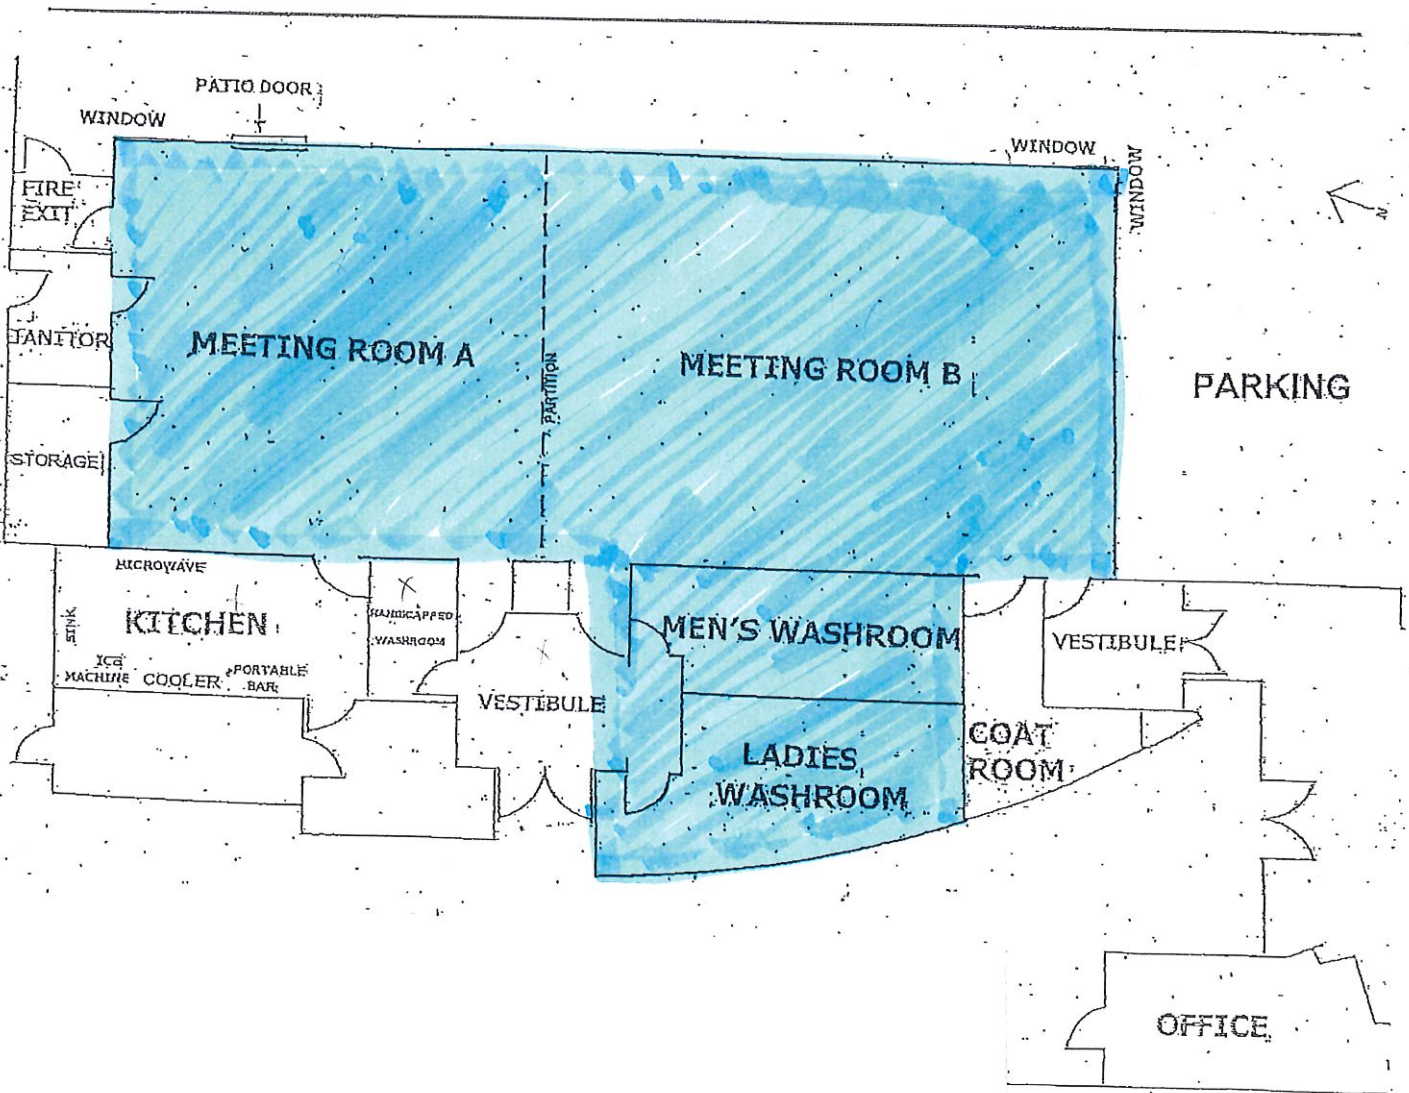 PATIO DOOR
WINDOW
WINDOW
WINDOW
FIRE
EXIT
N
JANITOR
MEETING ROOM A
PARTITION
MEETING ROOM B
PARKING
STORAGE
MICROWAVE
SINK
KITCHEN
HANDICAPPED
WASHROOM
MEN'S WASHROOM
VESTIBULE
ICE
MACHINE
COOLER
PORTABLE
BAR
VESTIBULE
LADIES
WASHROOM
COAT
ROOM
OFFICE